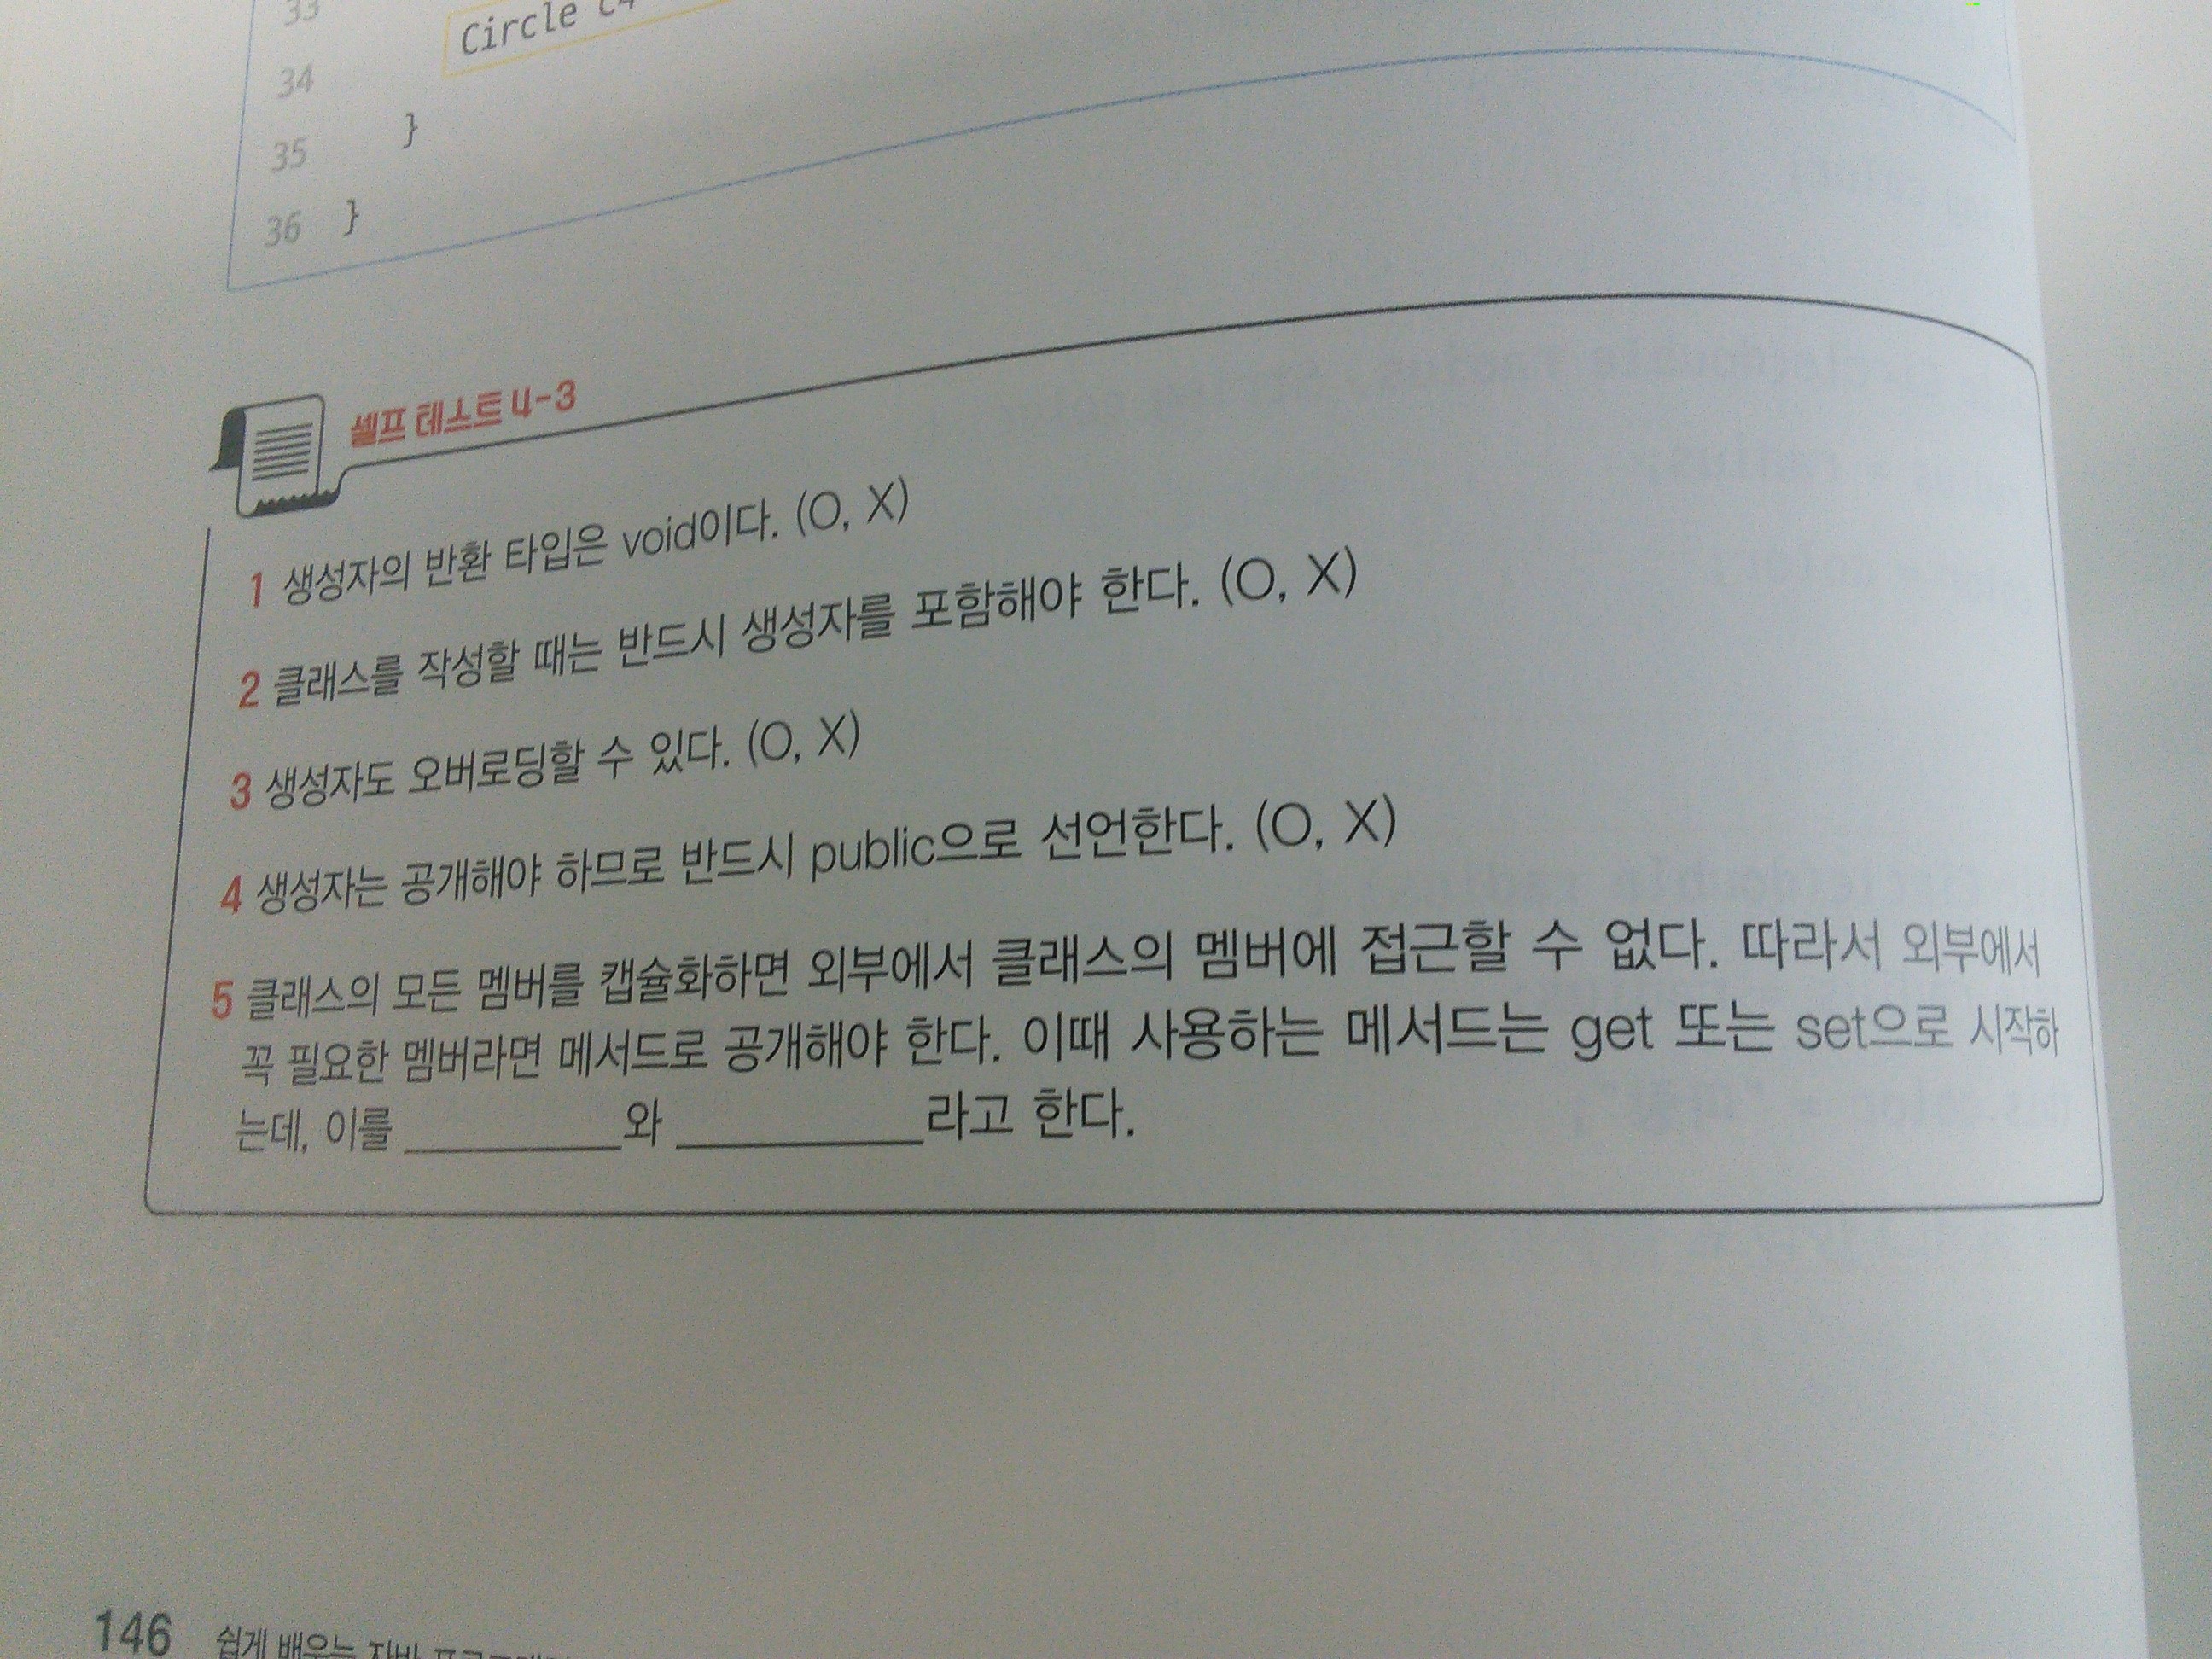 33
Circle c4
34
35 }
36 }
셀프 테스트 4-3
1 생성자의 반환 타입은 void이다. (O, X)
2 클래스를 작성할 때는 반드시 생성자를 포함해야 한다. (O, X)
3 생성자도 오버로딩할 수 있다. (O, X)
4 생성자는 공개해야 하므로 반드시 public으로 선언한다. (O, X)
5 클래스의 모든 멤버를 캡슐화하면 외부에서 클래스의 멤버에 접근할 수 없다. 따라서 외부에서
꼭 필요한 멤버라면 메서드로 공개해야 한다. 이때 사용하는 메서드는 get 또는 set으로 시작하
는데, 이를 ________와 ________라고 한다.
146 쉽게 배우는 자바